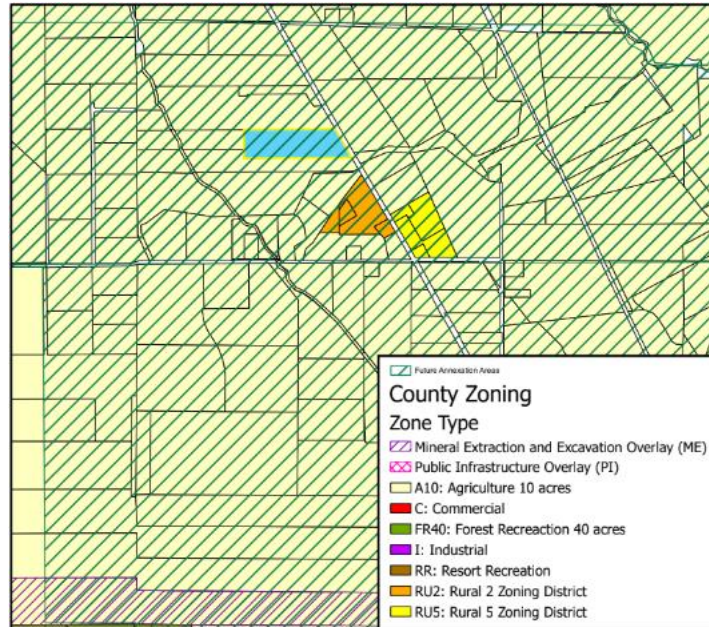 Future Annexation Areas
County Zoning
Zone Type
Mineral Extraction and Excavation Overlay (ME)
Public Infrastructure Overlay (PI)
A10: Agriculture 10 acres
C: Commercial
FR40: Forest Recreaction 40 acres
I: Industrial
RR: Resort Recreation
RU2: Rural 2 Zoning District
RU5: Rural 5 Zoning District